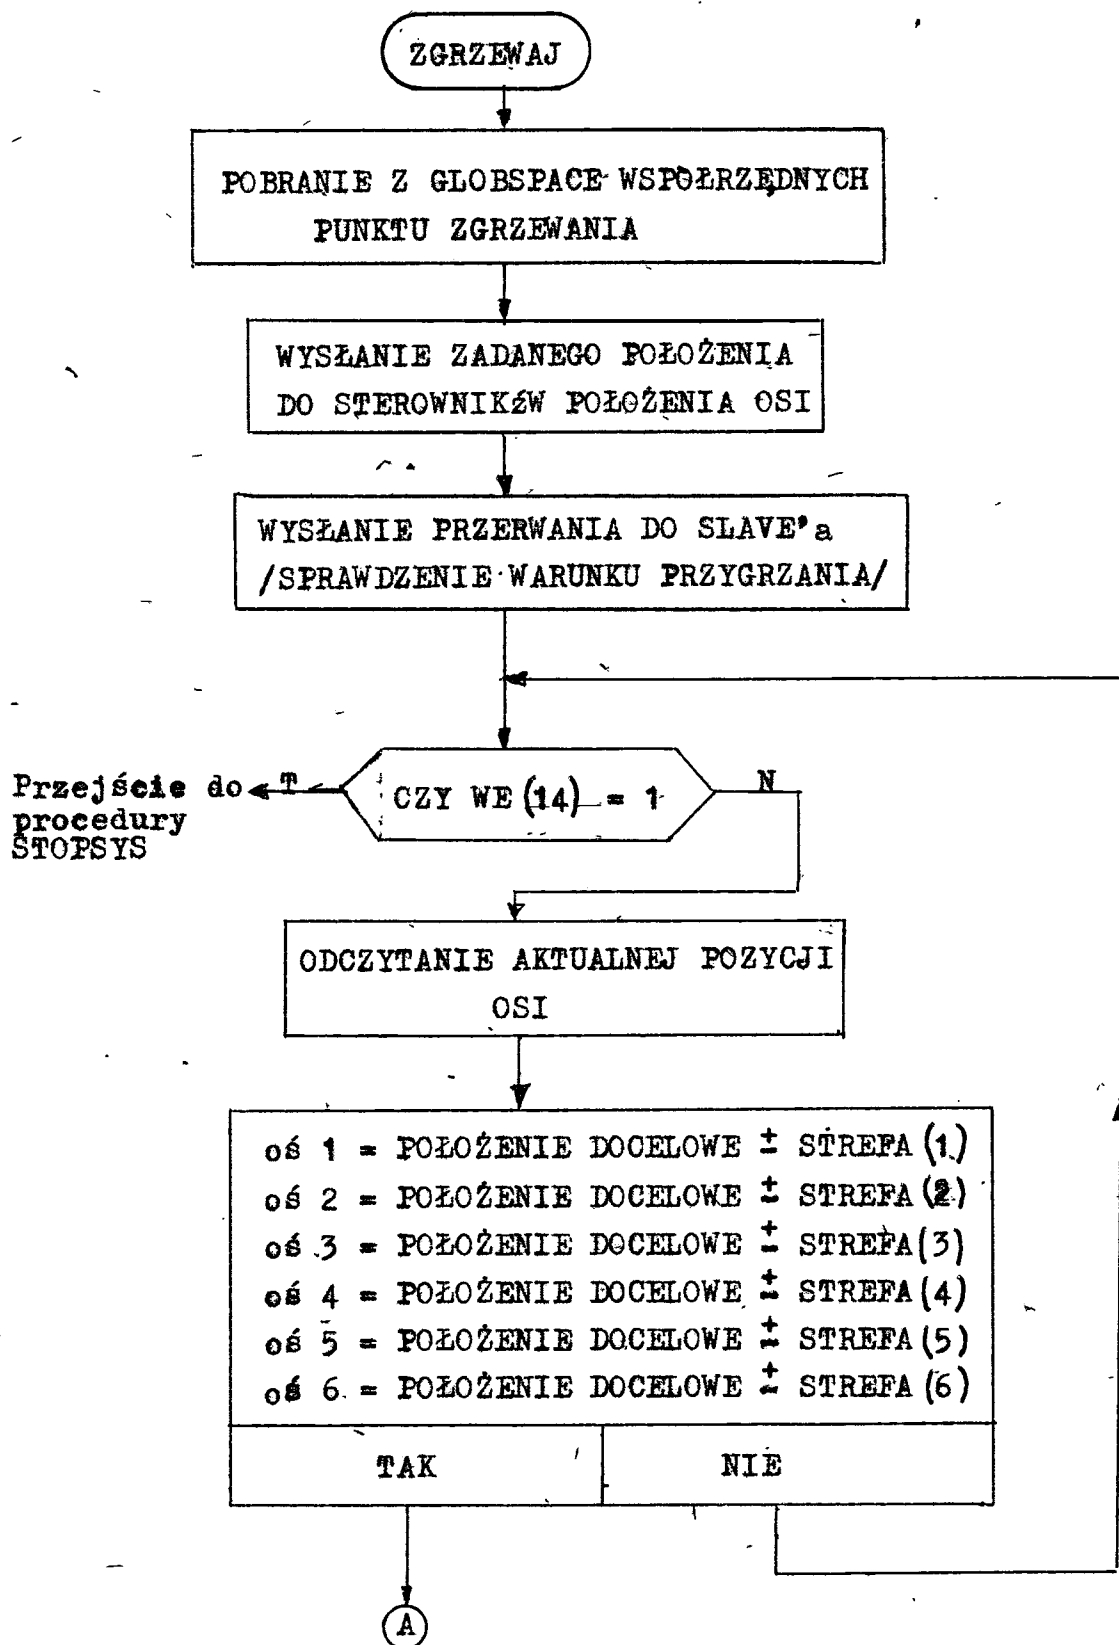 ZGRZEWAJ
POBRANIE Z GLOBSPACE WSPÓŁRZĘDNYCH
PUNKTU ZGRZEWANIA
WYSŁANIE ZADANEGO POŁOŻENIA
DO STEROWNIKÓW POŁOŻENIA OSI
WYSŁANIE PRZERWANIA DO SLAVE'a
/SPRAWDZENIE WARUNKU PRZYGRZANIA/
Przejście do
procedury
STOPSYS
T
CZY WE (14) = 1
N
ODCZYTANIE AKTUALNEJ POZYCJI
OSI
oś 1 = POŁOŻENIE DOCELOWE ± STREFA (1)
oś 2 = POŁOŻENIE DOCELOWE ± STREFA (2)
oś 3 = POŁOŻENIE DOCELOWE ± STREFA (3)
oś 4 = POŁOŻENIE DOCELOWE ± STREFA (4)
oś 5 = POŁOŻENIE DOCELOWE ± STREFA (5)
oś 6 = POŁOŻENIE DOCELOWE ± STREFA (6)
TAK
NIE
A